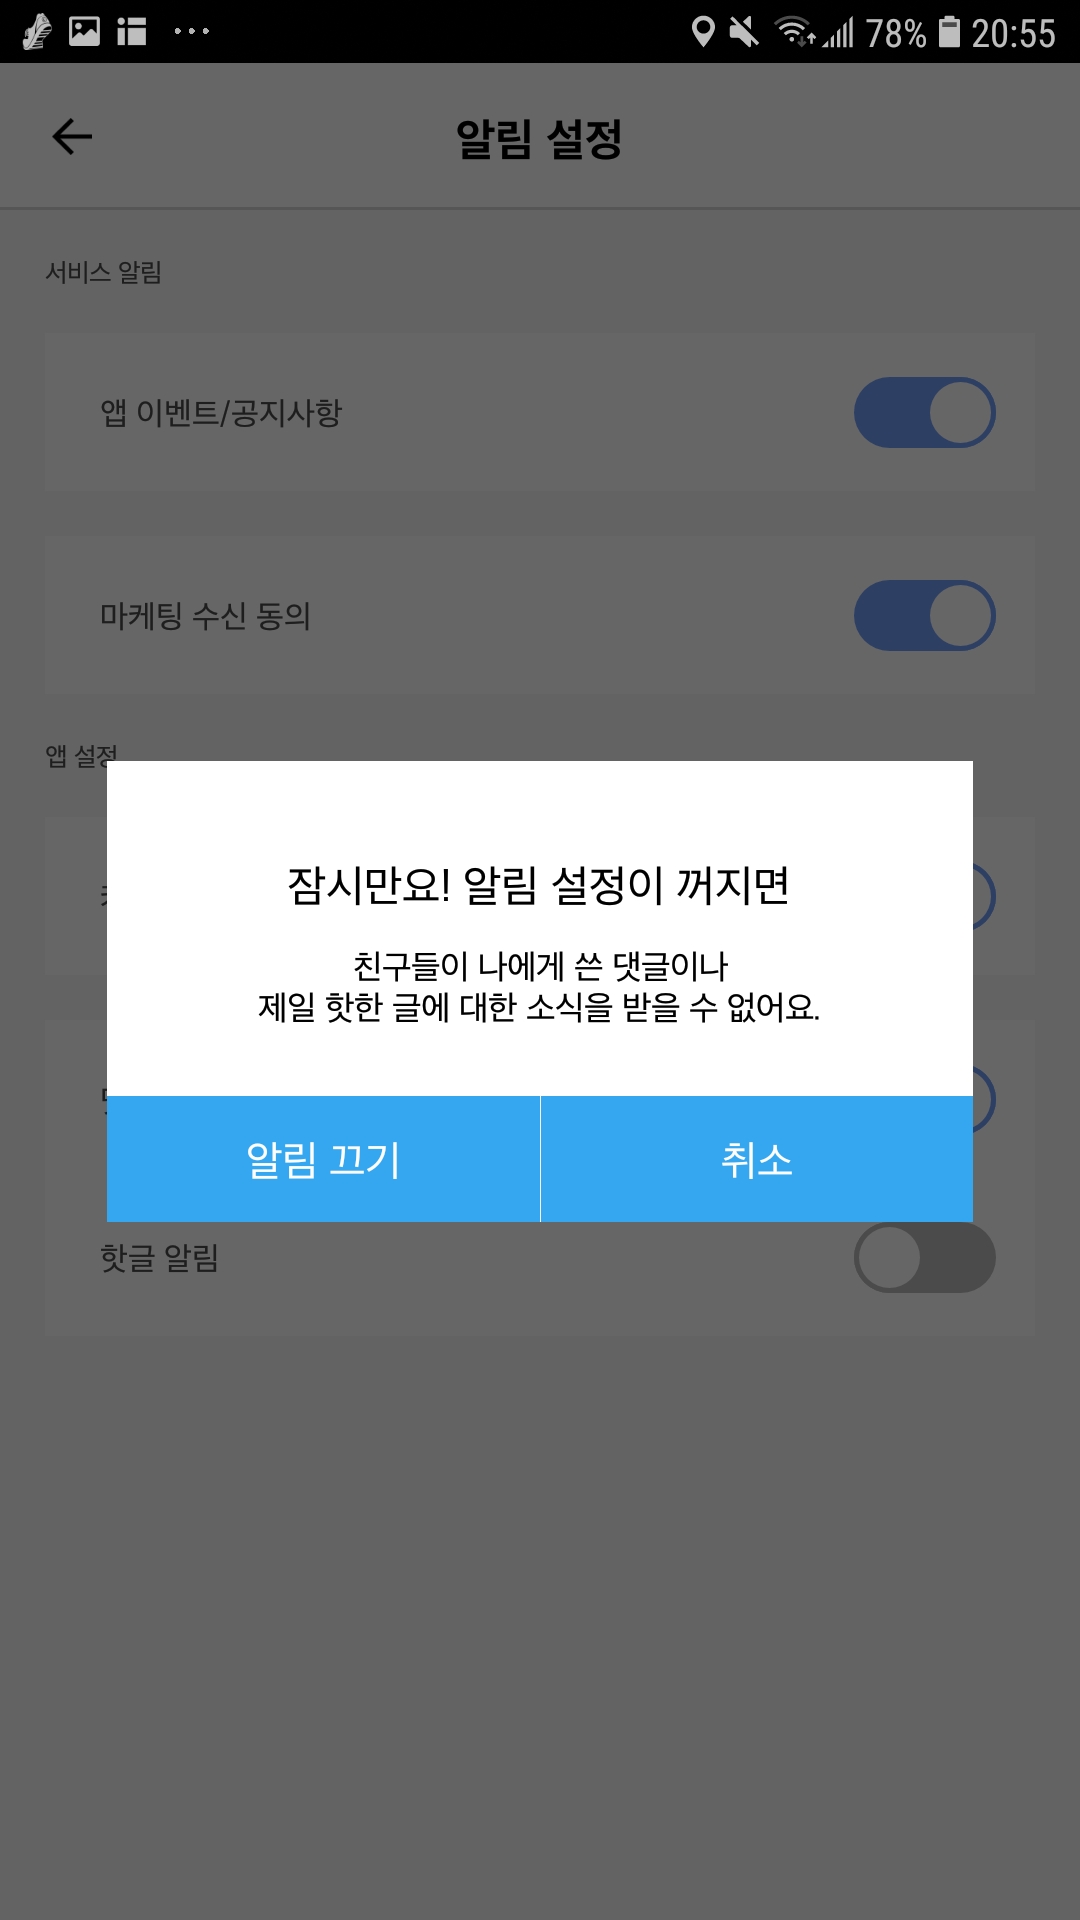 78% 20:55
알림 설정
서비스 알림
앱 이벤트/공지사항
마케팅 수신 동의
앱 설정
잠시만요! 알림 설정이 꺼지면
친구들이 나에게 쓴 댓글이나
제일 핫한 글에 대한 소식을 받을 수 없어요.
알림 끄기
취소
핫글 알림